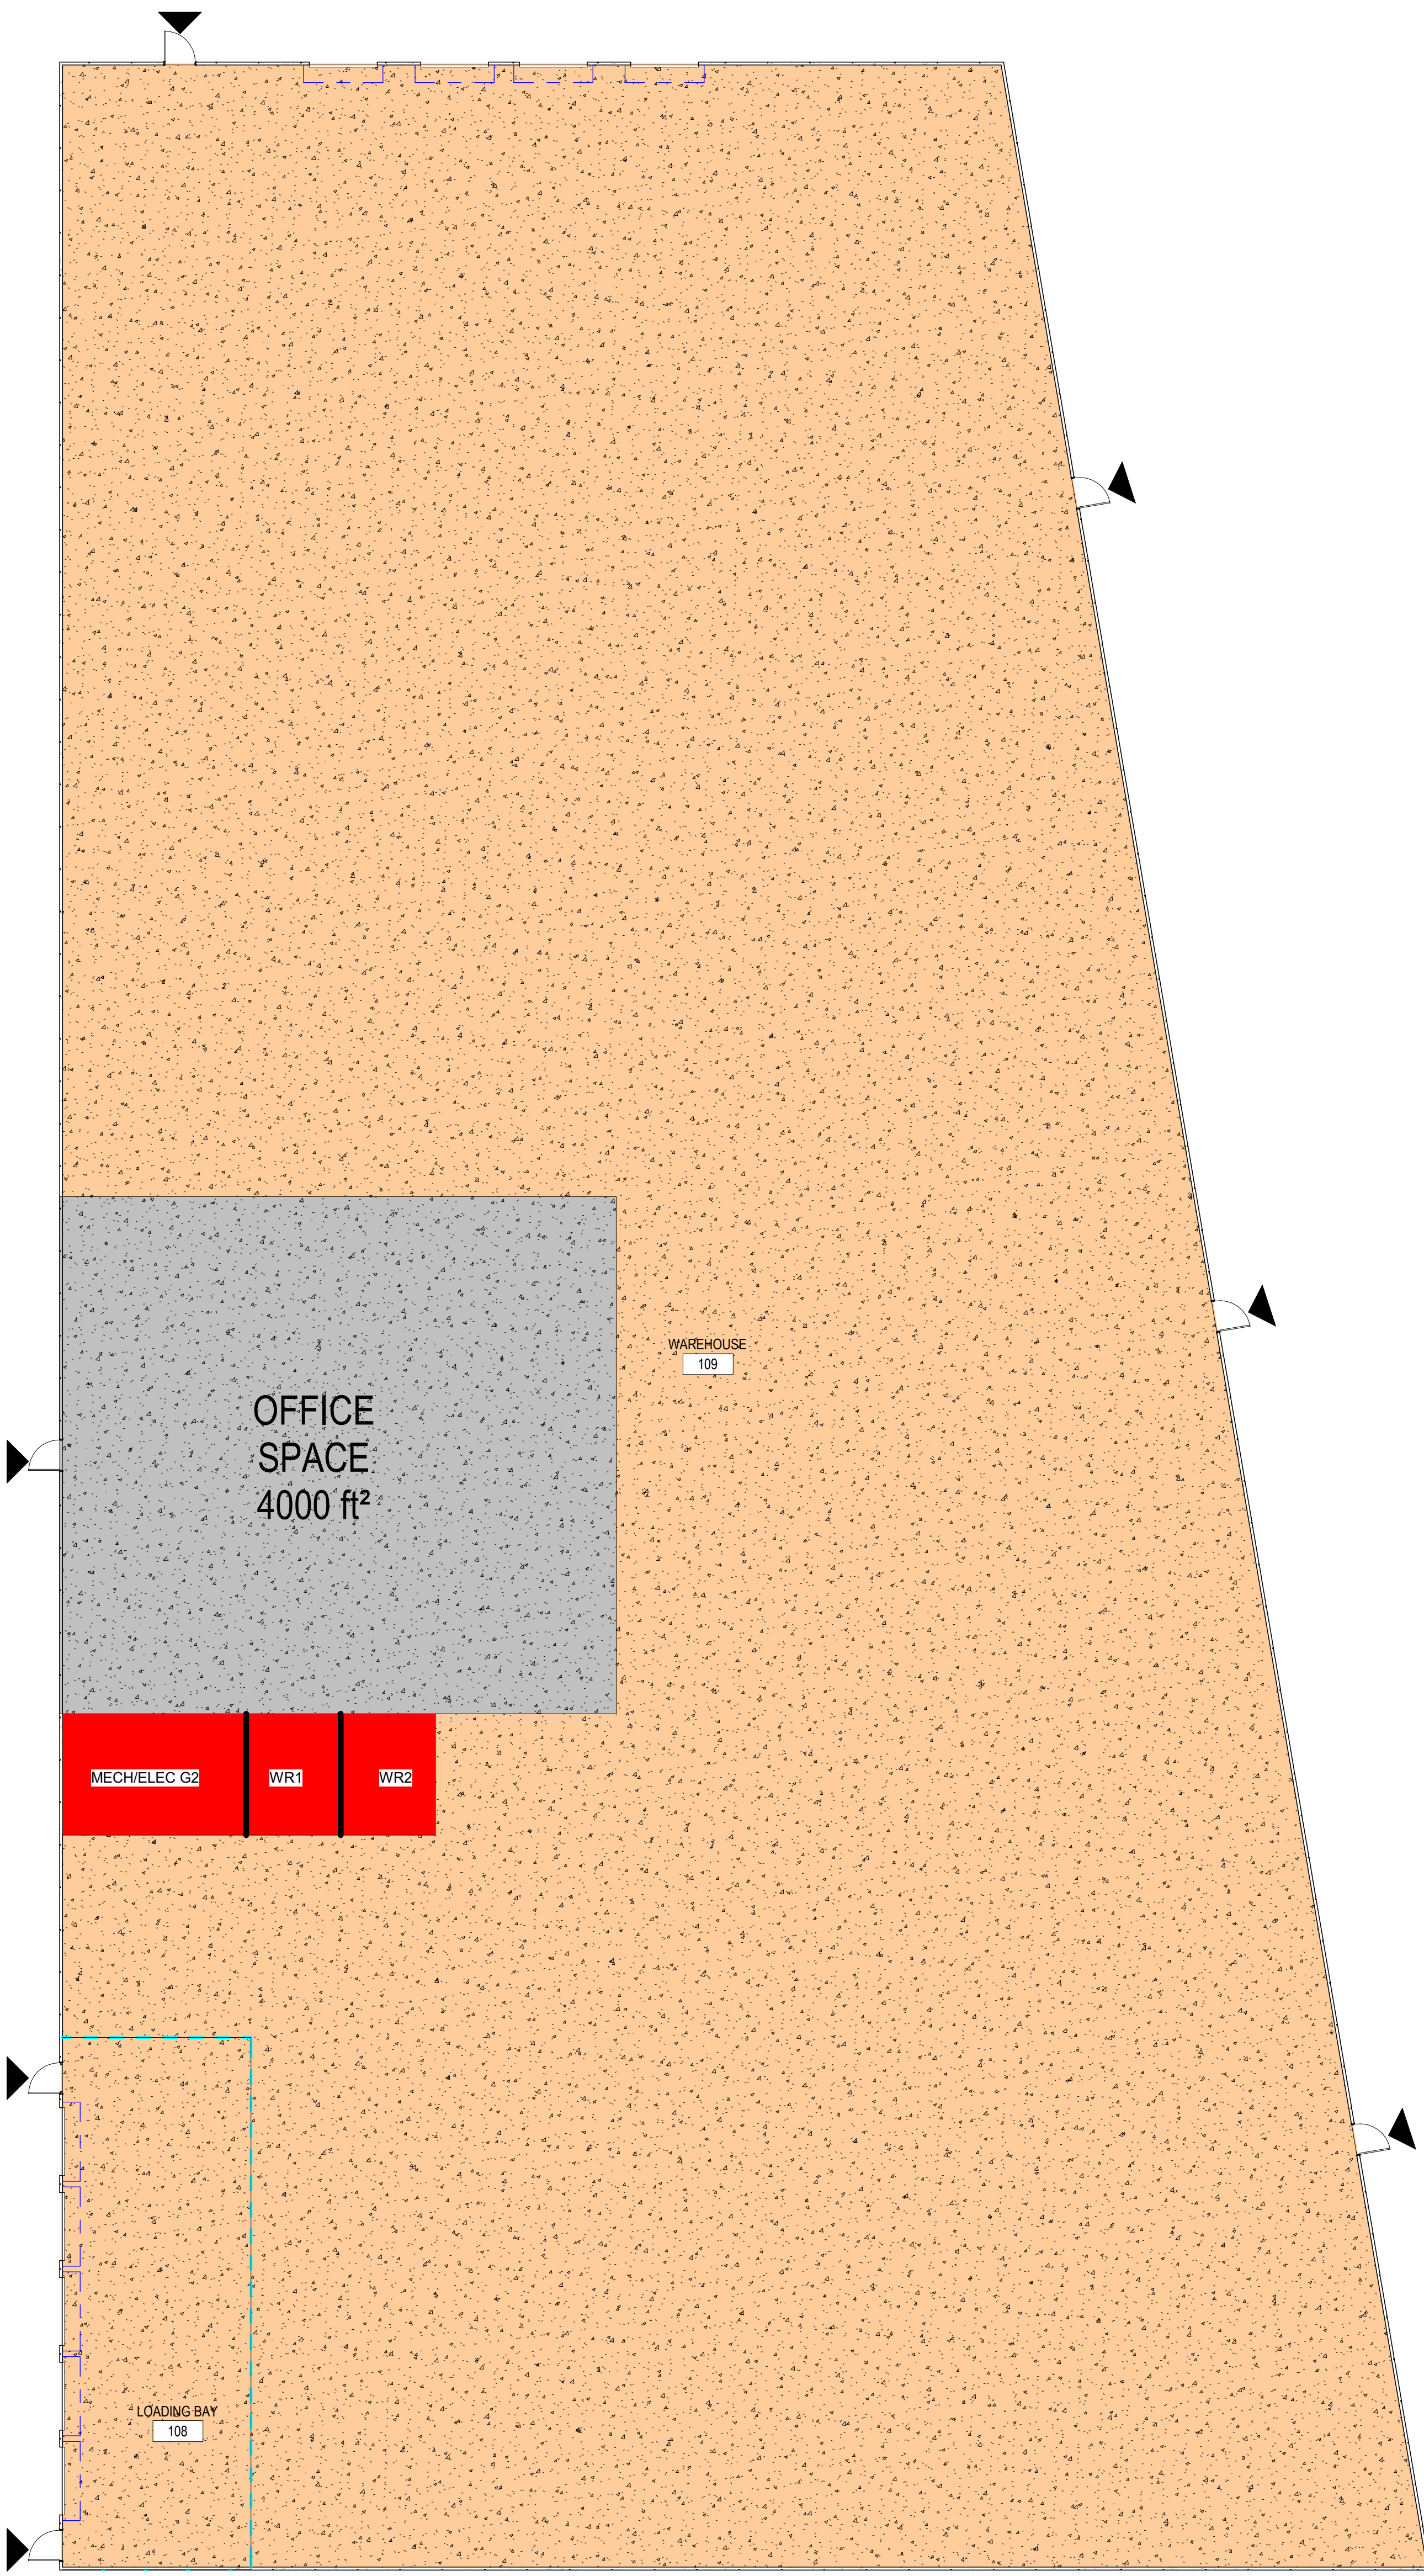 WAREHOUSE
109
OFFICE
SPACE
4000 ft²
MECH/ELEC G2
WR1
WR2
LOADING BAY
108